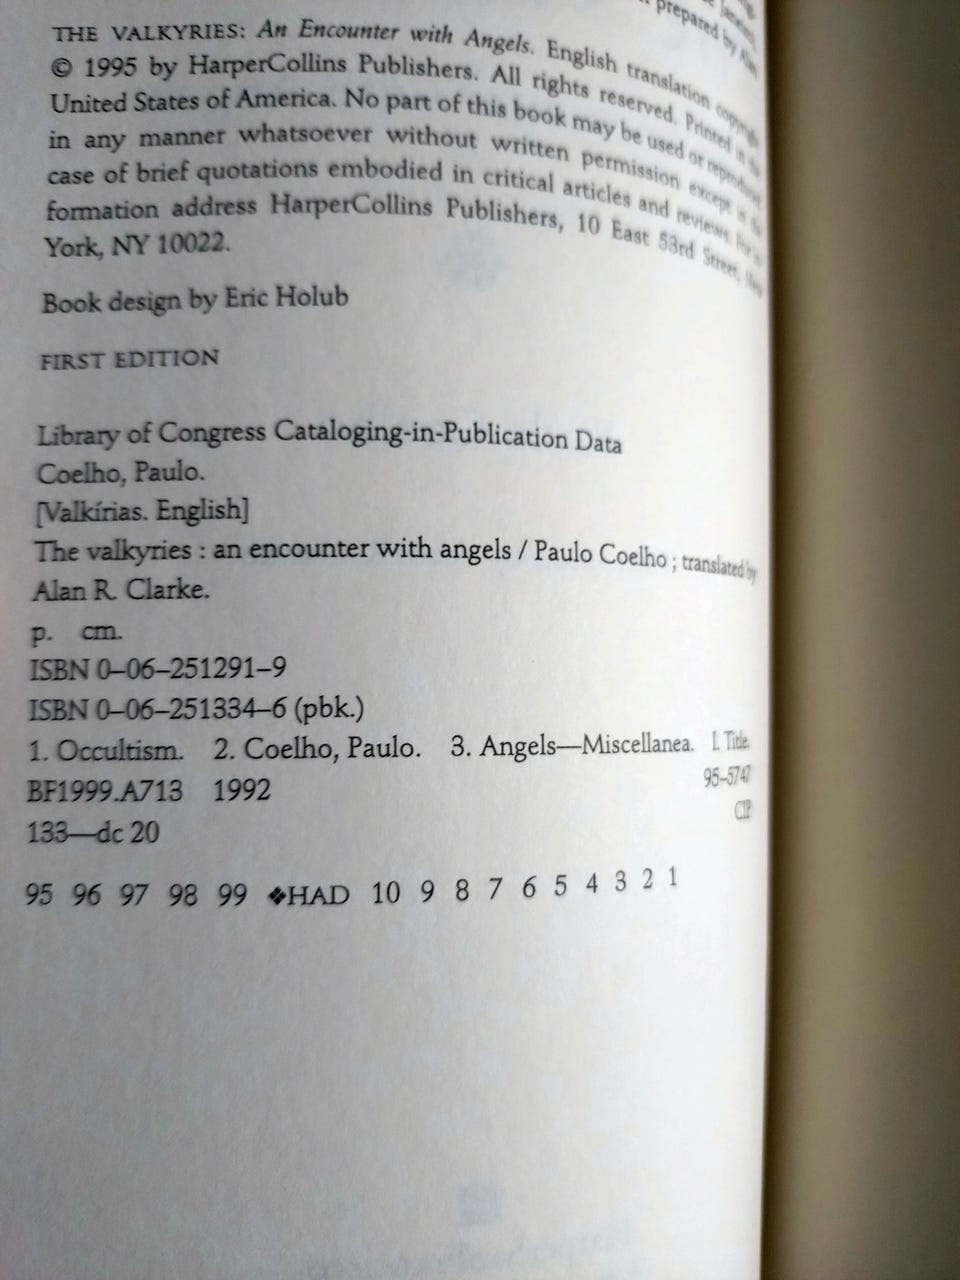 prepared by Alan
THE VALKYRIES: An Encounter with Angels. English translation copyright
© 1995 by HarperCollins Publishers. All rights reserved. Printed in the
United States of America. No part of this book may be used or reproduced
in any manner whatsoever without written permission except in the
case of brief quotations embodied in critical articles and reviews. For in-
formation address HarperCollins Publishers, 10 East 53rd Street, New
York, NY 10022.
Book design by Eric Holub
FIRST EDITION
Library of Congress Cataloging-in-Publication Data
Coelho, Paulo.
[Valkírias. English]
The valkyries : an encounter with angels / Paulo Coelho ; translated by
Alan R. Clarke.
p. cm.
ISBN 0–06–251291–9
ISBN 0–06–251334–6 (pbk.)
1. Occultism. 2. Coelho, Paulo. 3. Angels—Miscellanea. I. Title.
BF1999.A713 1992
95–5747
133—dc 20
CIP
95 96 97 98 99 ❖HAD 10 9 8 7 6 5 4 3 2 1